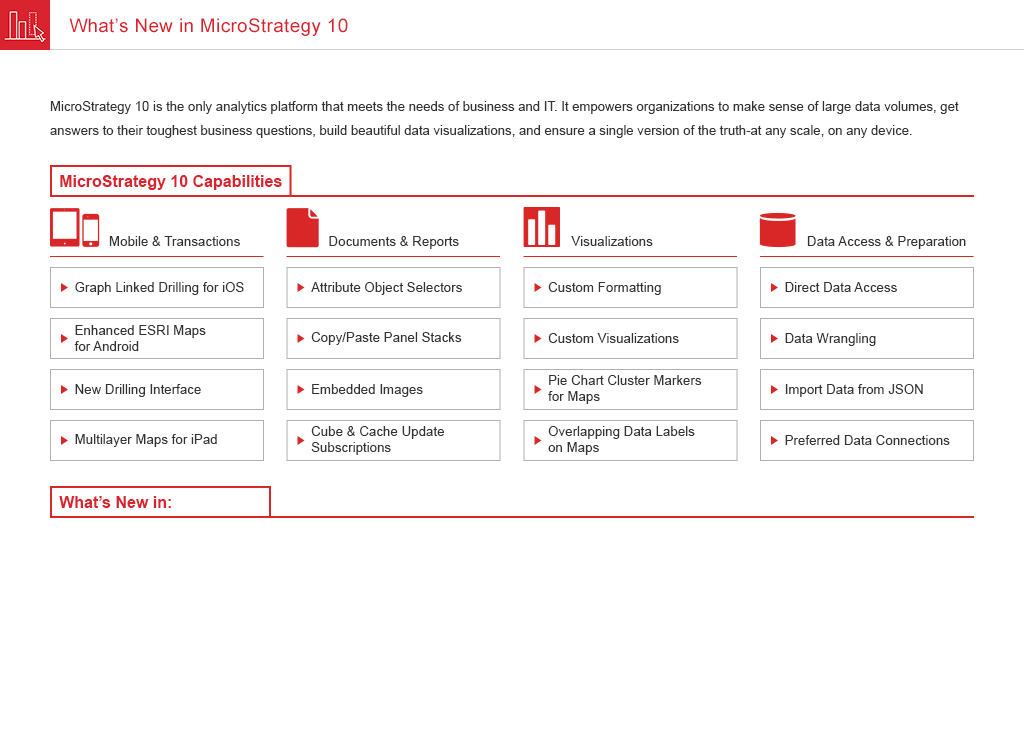 What's New in MicroStrategy 10
MicroStrategy 10 is the only analytics platform that meets the needs of business and IT. It empowers organizations to make sense of large data volumes, get
answers to their toughest business questions, build beautiful data visualizations, and ensure a single version of the truth-at any scale, on any device.
MicroStrategy 10 Capabilities
Mobile & Transactions
Graph Linked Drilling for iOS
Enhanced ESRI Maps
for Android
New Drilling Interface
Multilayer Maps for iPad
Documents & Reports
Attribute Object Selectors
Copy/Paste Panel Stacks
Embedded Images
Cube & Cache Update
Subscriptions
Visualizations
Custom Formatting
Custom Visualizations
Pie Chart Cluster Markers
for Maps
Overlapping Data Labels
on Maps
Data Access & Preparation
Direct Data Access
Data Wrangling
Import Data from JSON
Preferred Data Connections
What's New in: